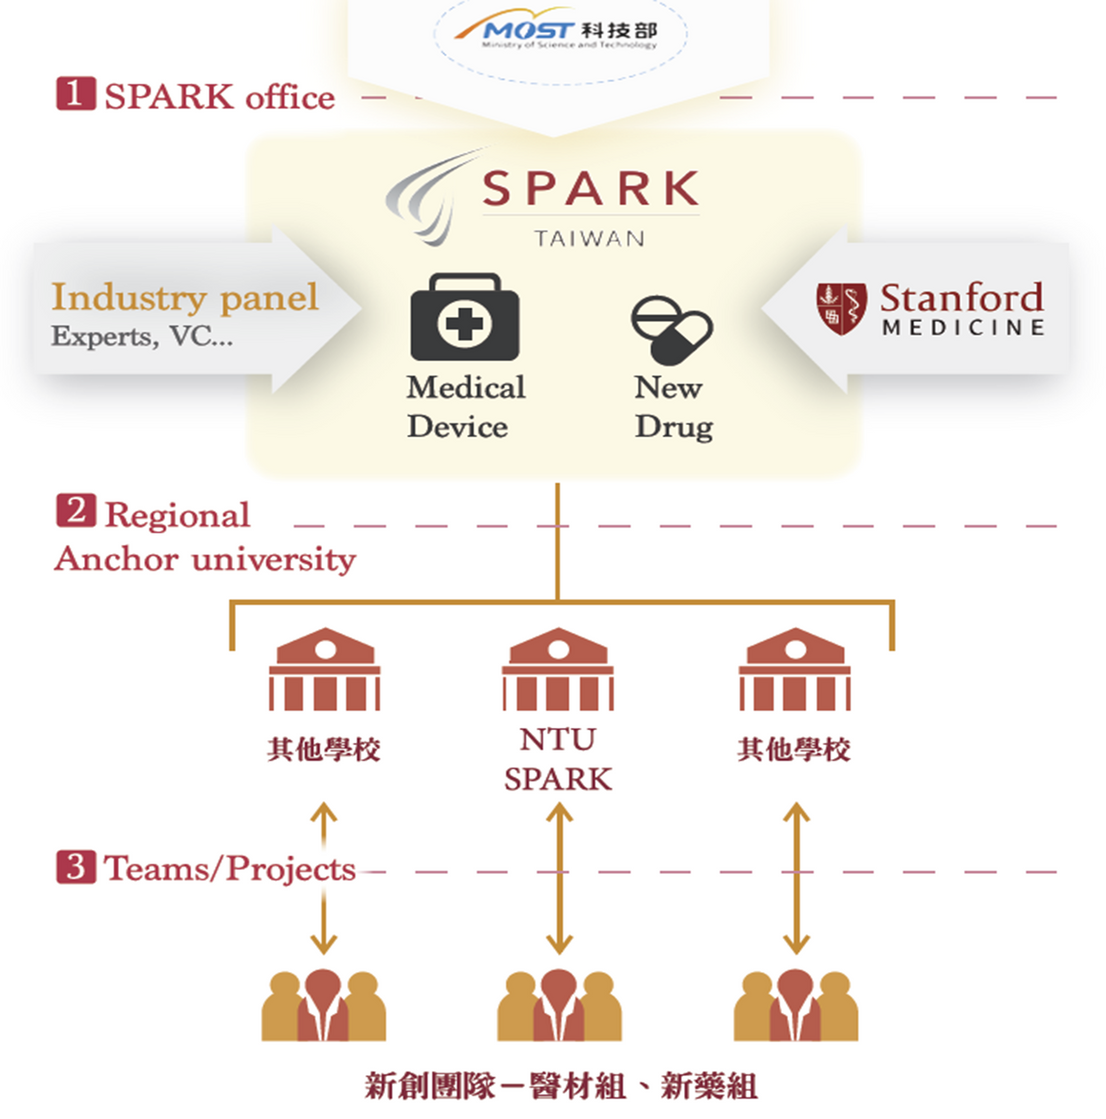 MOST 科技部
Ministry of Science and Technology
1 SPARK office
SPARK
TAIWAN
Industry panel
Experts, VC...
Medical
Device
New
Drug
Stanford
MEDICINE
2 Regional
Anchor university
其他學校
NTU
SPARK
其他學校
3 Teams/Projects
新創團隊－醫材組、新藥組